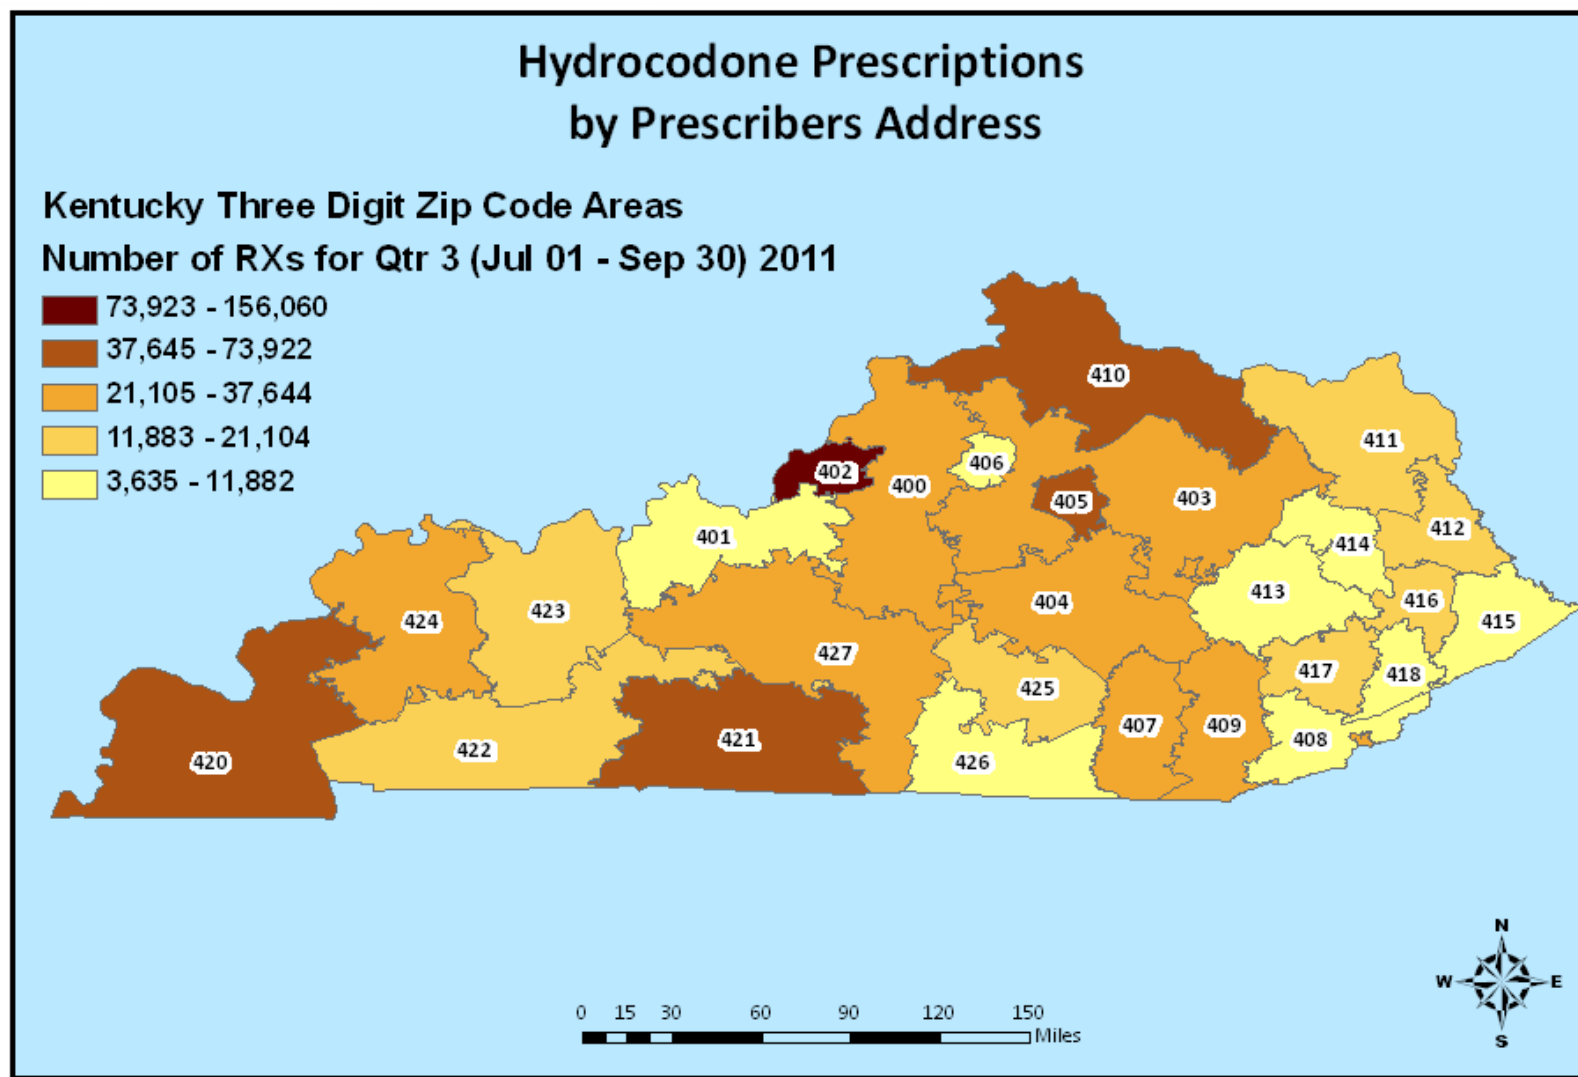 Hydrocodone Prescriptions
by Prescribers Address
Kentucky Three Digit Zip Code Areas
Number of RXs for Qtr 3 (Jul 01 - Sep 30) 2011
73,923 - 156,060
37,645 - 73,922
21,105 - 37,644
11,883 - 21,104
3,635 - 11,882
410
411
402
406
400
405
403
401
412
414
404
413
416
423
424
415
427
417
418
425
407
409
408
420
422
421
426
N
W
E
S
0 15 30 60 90 120 150
Miles